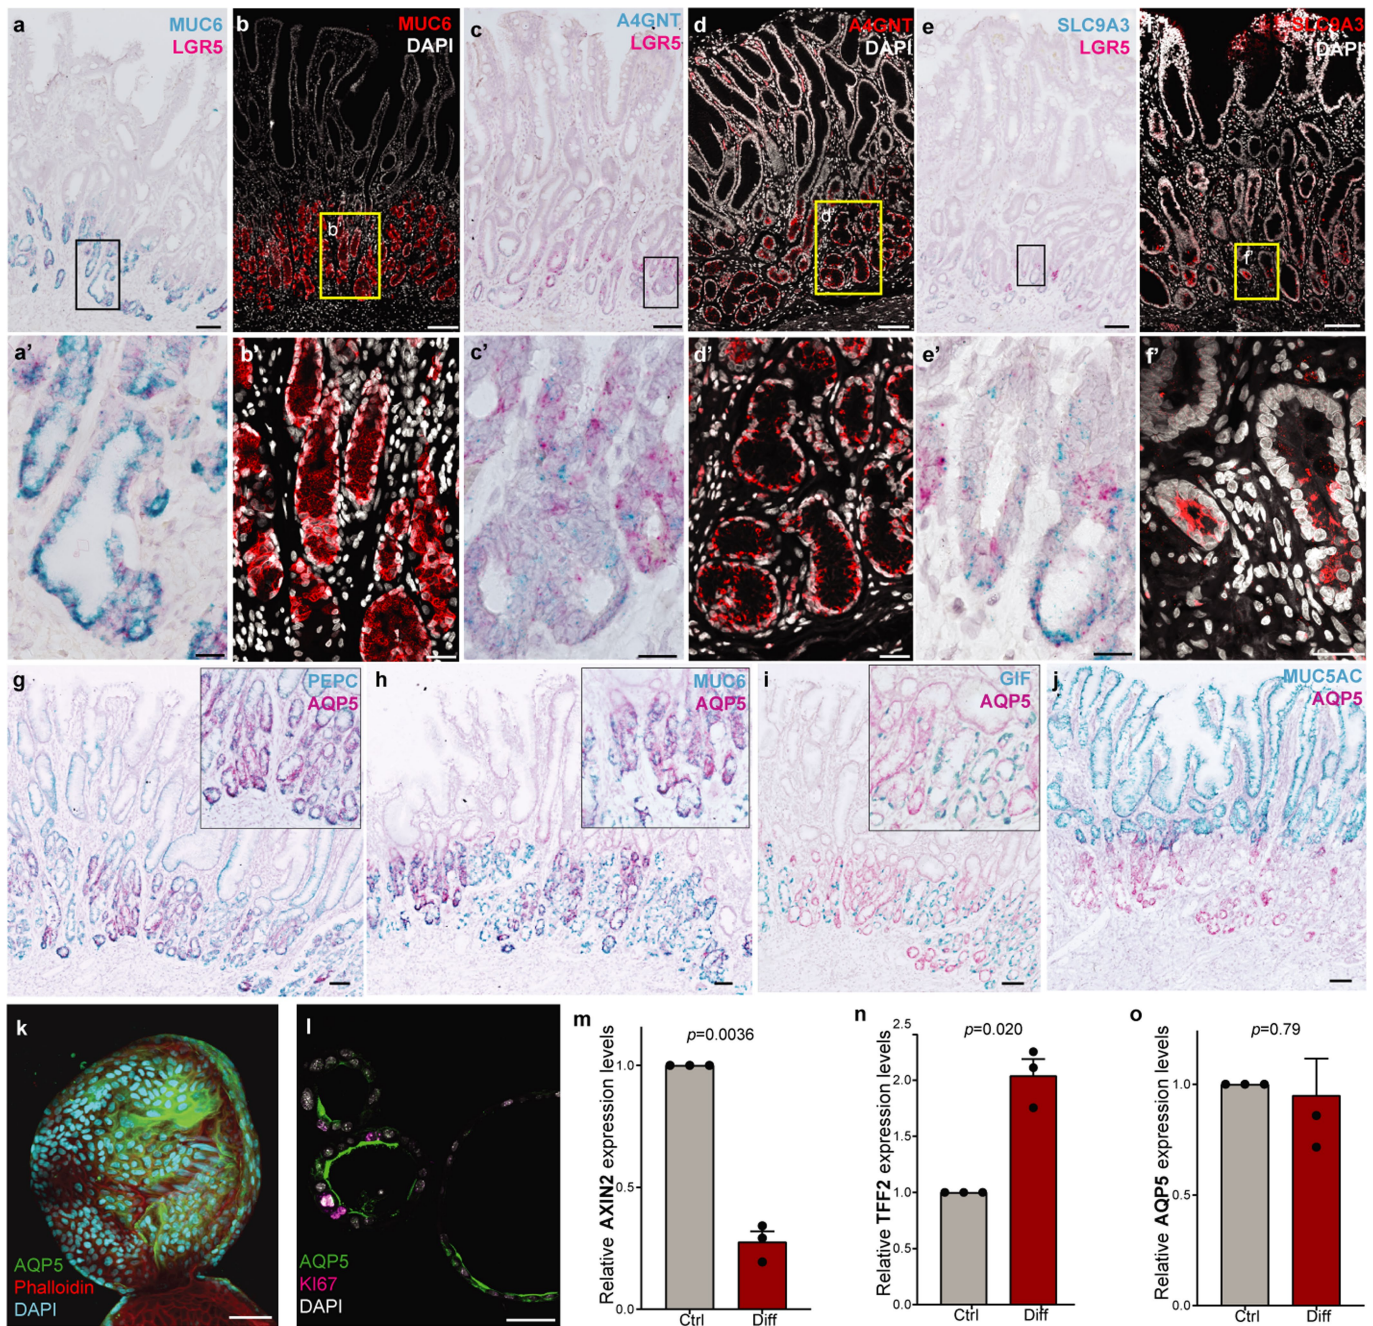 a
MUC6
LGR5
b
MUC6
DAPI
c
A4GNT
LGR5
d
A4GNT
DAPI
e
SLC9A3
LGR5
f
SLC9A3
DAPI
b'
d'
f'
a'
b'
c'
d'
e'
f'
g
PEPC
AQP5
h
MUC6
AQP5
i
GIF
AQP5
j
MUC5AC
AQP5
k
AQP5
Phalloidin
DAPI
l
AQP5
KI67
DAPI
m
Relative AXIN2 expression levels
p=0.0036
1.0
0.5
0.0
Ctrl
Diff
n
Relative TFF2 expression levels
p=0.020
2.5
2.0
1.5
1.0
0.5
0.0
Ctrl
Diff
o
Relative AQP5 expression levels
p=0.79
1.0
0.5
0.0
Ctrl
Diff